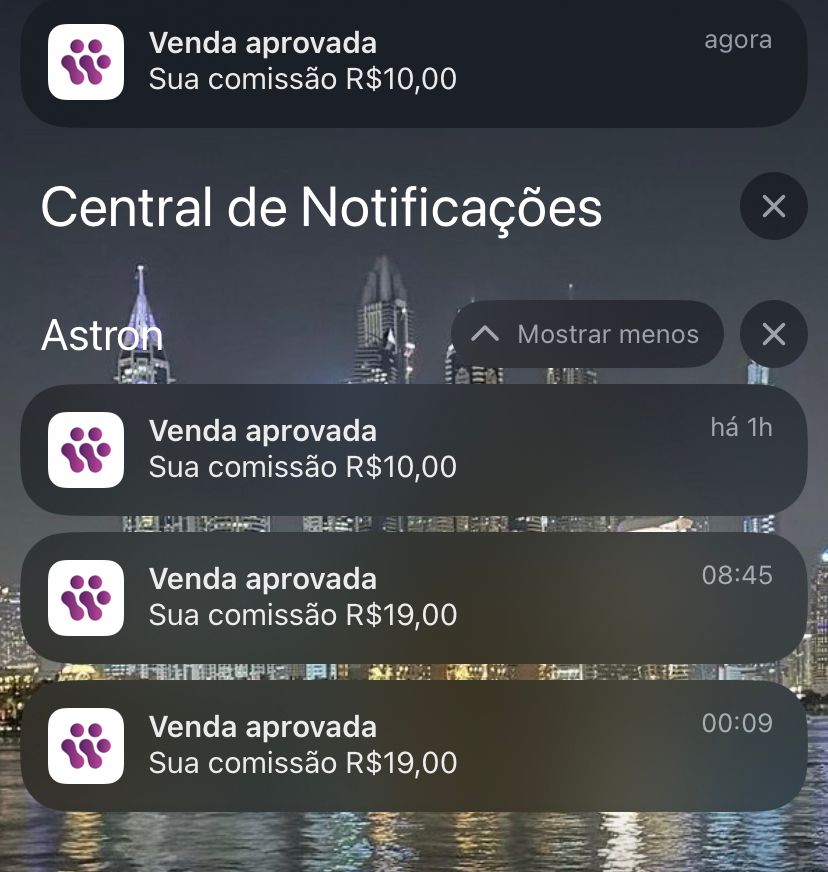 Venda aprovada
agora
Sua comissão R$10,00
Central de Notificações
Astron
Mostrar menos
Venda aprovada
há 1h
Sua comissão R$10,00
Venda aprovada
08:45
Sua comissão R$19,00
Venda aprovada
00:09
Sua comissão R$19,00